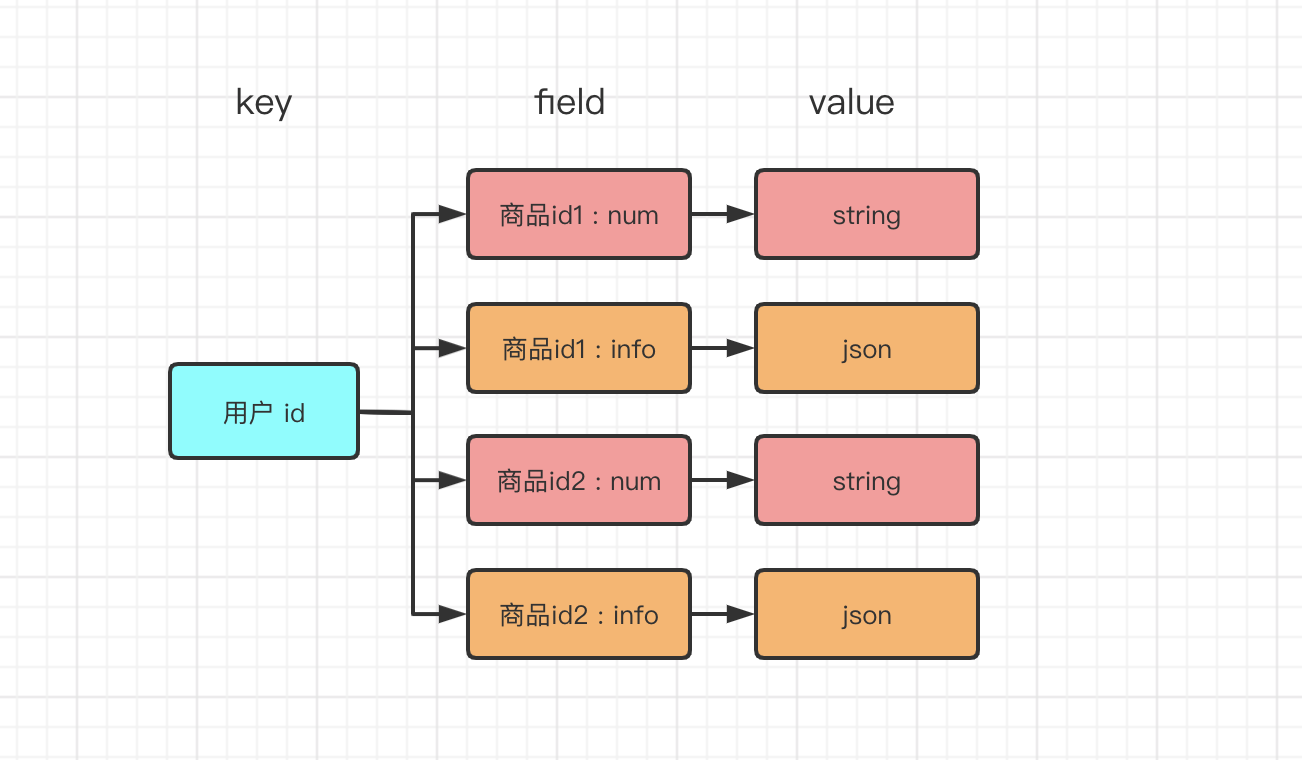 key field value
商品id1：num string
商品id1：info json
用户 id
商品id2：num string
商品id2：info json